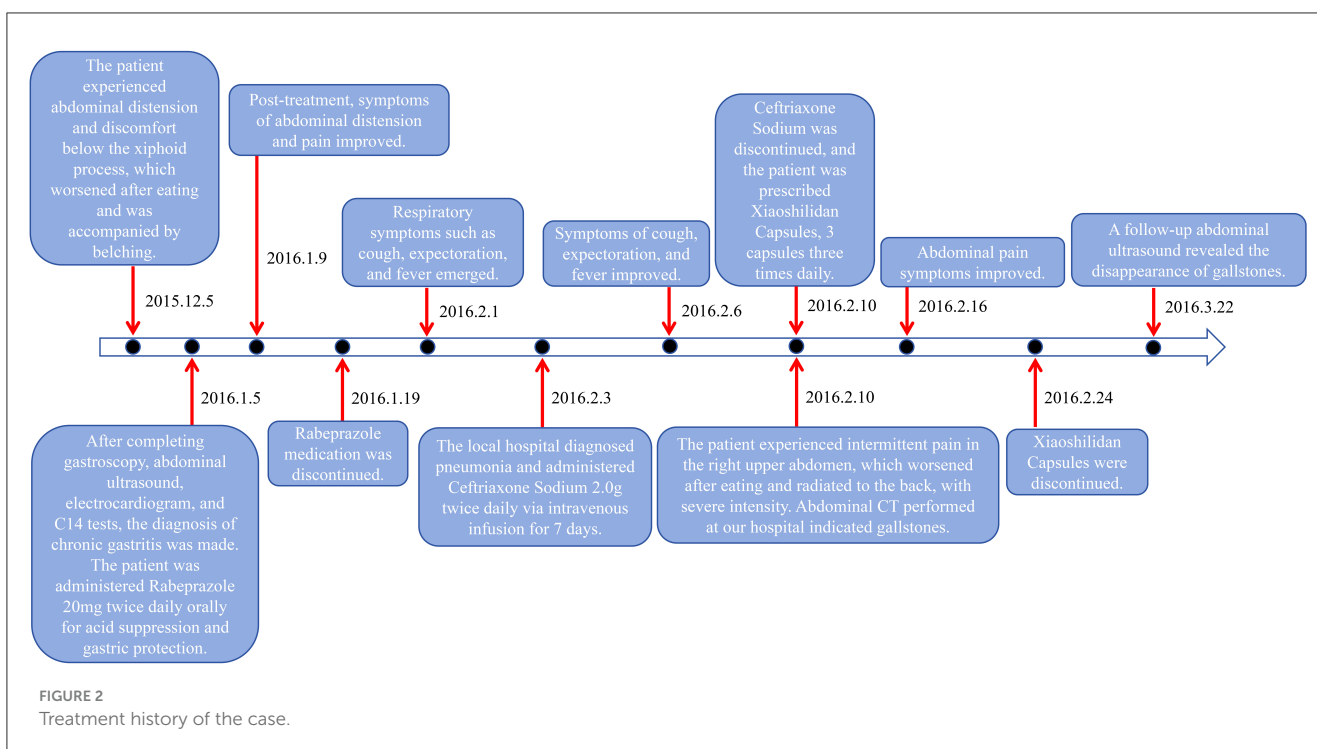 The patient
experienced
abdominal distension
and discomfort
below the xiphoid
process, which
worsened after eating
and was
accompanied by
belching.
2015.12.5
Post-treatment, symptoms
of abdominal distension
and pain improved.
2016.1.9
Respiratory
symptoms such as
cough, expectoration,
and fever emerged.
2016.2.1
Symptoms of cough,
expectoration, and
fever improved.
2016.2.6
Ceftriaxone
Sodium was
discontinued, and
the patient was
prescribed
Xiaoshilidan
Capsules, 3
capsules three
times daily.
2016.2.10
Abdominal pain
symptoms improved.
2016.2.16
A follow-up abdominal
ultrasound revealed the
disappearance of gallstones.
2016.3.22
2016.1.5
After completing
gastroscopy, abdominal
ultrasound,
electrocardiogram, and
C14 tests, the diagnosis of
chronic gastritis was made.
The patient was
administered Rabeprazole
20mg twice daily orally
for acid suppression and
gastric protection.
2016.1.19
Rabeprazole
medication was
discontinued.
2016.2.3
The local hospital diagnosed
pneumonia and administered
Ceftriaxone Sodium 2.0g
twice daily via intravenous
infusion for 7 days.
2016.2.10
The patient experienced intermittent pain in
the right upper abdomen, which worsened
after eating and radiated to the back, with
severe intensity. Abdominal CT performed
at our hospital indicated gallstones.
2016.2.24
Xiaoshilidan
Capsules were
discontinued.
FIGURE 2
Treatment history of the case.